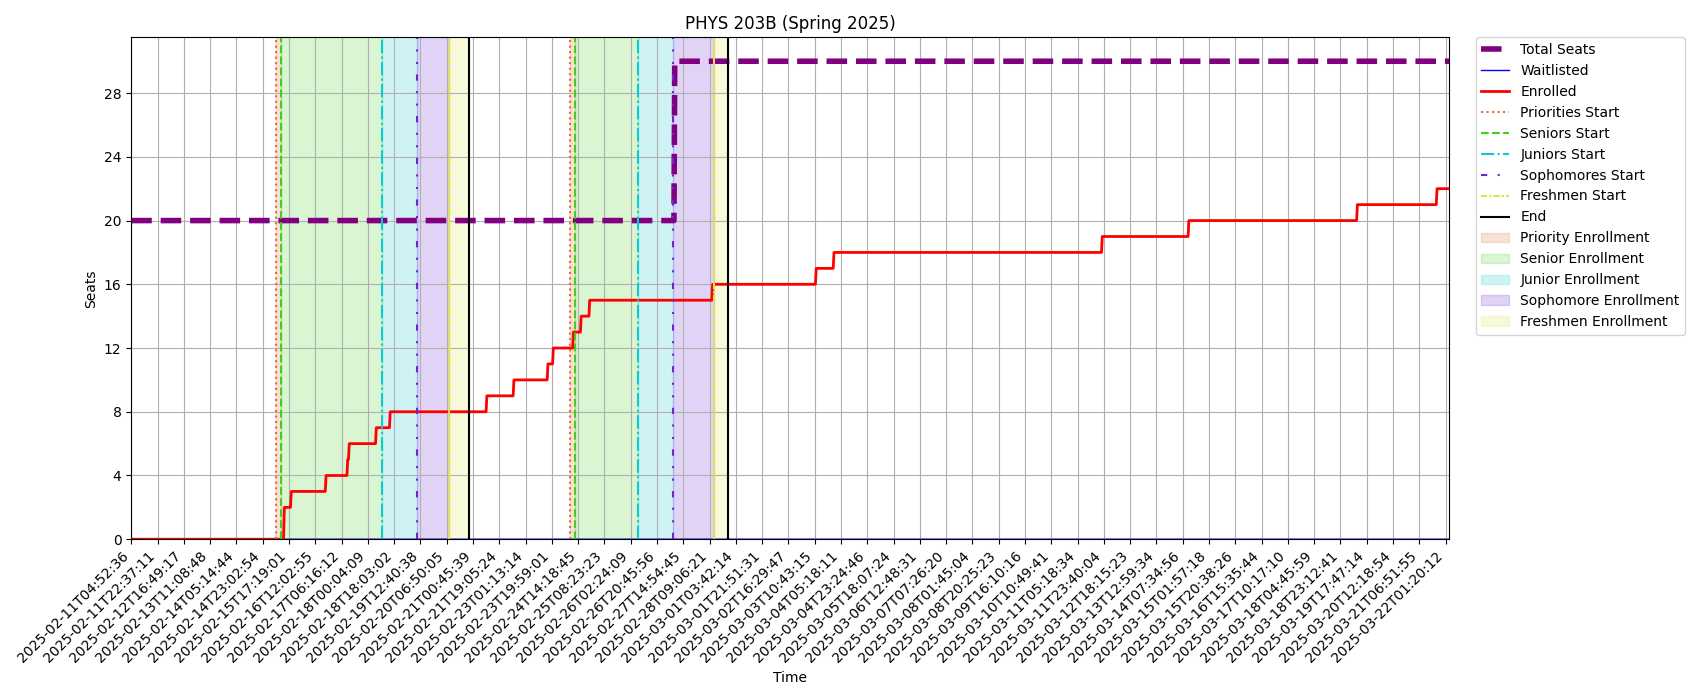 PHYS 203B (Spring 2025)
Seats
28
24
20
16
12
8
4
0
2025-02-11T04:52:36
2025-02-11T22:37:11
2025-02-12T16:49:17
2025-02-13T11:08:48
2025-02-14T05:14:44
2025-02-14T23:02:54
2025-02-15T17:19:01
2025-02-16T12:02:55
2025-02-17T06:16:12
2025-02-18T00:04:09
2025-02-18T18:03:02
2025-02-19T12:40:38
2025-02-20T06:50:05
2025-02-21T00:45:39
2025-02-21T19:05:24
2025-02-23T01:13:14
2025-02-23T19:59:01
2025-02-24T14:18:45
2025-02-25T08:23:23
2025-02-26T02:24:09
2025-02-26T20:45:56
2025-02-27T14:54:45
2025-02-28T09:06:21
2025-03-01T03:42:14
2025-03-01T21:51:31
2025-03-02T16:29:47
2025-03-03T10:43:15
2025-03-04T05:18:11
2025-03-04T23:24:46
2025-03-05T18:07:24
2025-03-06T12:48:31
2025-03-07T07:26:20
2025-03-08T01:45:04
2025-03-08T20:25:23
2025-03-09T16:10:16
2025-03-10T10:49:41
2025-03-11T05:18:34
2025-03-11T23:40:04
2025-03-12T18:15:23
2025-03-13T12:59:34
2025-03-14T07:34:56
2025-03-15T01:57:18
2025-03-15T20:38:26
2025-03-16T15:35:44
2025-03-17T10:17:10
2025-03-18T04:45:59
2025-03-18T23:12:41
2025-03-19T17:47:14
2025-03-20T12:18:54
2025-03-21T06:51:55
2025-03-22T01:20:12
Time
Total Seats
Waitlisted
Enrolled
Priorities Start
Seniors Start
Juniors Start
Sophomores Start
Freshmen Start
End
Priority Enrollment
Senior Enrollment
Junior Enrollment
Sophomore Enrollment
Freshmen Enrollment